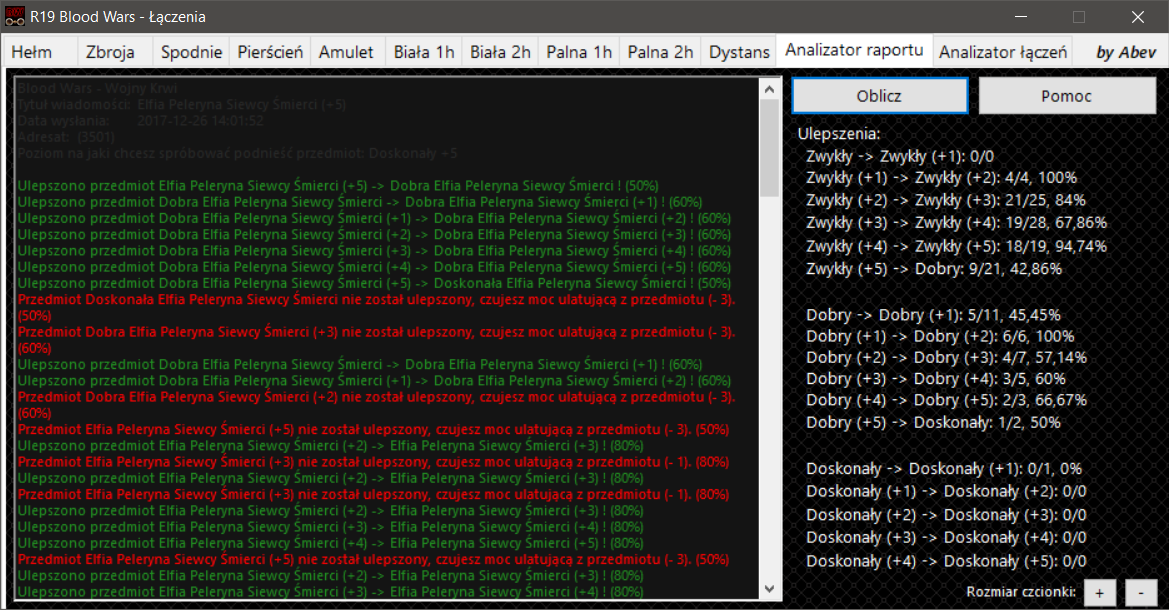 R19 Blood Wars - Łączenia
Hełm Zbroja Spodnie Pierścień Amulet Biała 1h Biała 2h Palna 1h Palna 2h Dystans Analizator raportu Analizator łączeń by Abev
Blood Wars - Wojny Krwi
Tytuł wiadomości: Elfia Peleryna Siewcy Śmierci (+5)
Data wysłania: 2017-12-26 14:01:52
Adresat: (3501)
Poziom na jaki chcesz spróbować podnieść przedmiot: Doskonały +5
Ulepszono przedmiot Elfia Peleryna Siewcy Śmierci (+5) -> Dobra Elfia Peleryna Siewcy Śmierci ! (50%)
Ulepszono przedmiot Dobra Elfia Peleryna Siewcy Śmierci -> Dobra Elfia Peleryna Siewcy Śmierci (+1) ! (60%)
Ulepszono przedmiot Dobra Elfia Peleryna Siewcy Śmierci (+1) -> Dobra Elfia Peleryna Siewcy Śmierci (+2) ! (60%)
Ulepszono przedmiot Dobra Elfia Peleryna Siewcy Śmierci (+2) -> Dobra Elfia Peleryna Siewcy Śmierci (+3) ! (60%)
Ulepszono przedmiot Dobra Elfia Peleryna Siewcy Śmierci (+3) -> Dobra Elfia Peleryna Siewcy Śmierci (+4) ! (60%)
Ulepszono przedmiot Dobra Elfia Peleryna Siewcy Śmierci (+4) -> Dobra Elfia Peleryna Siewcy Śmierci (+5) ! (60%)
Ulepszono przedmiot Dobra Elfia Peleryna Siewcy Śmierci (+5) -> Doskonała Elfia Peleryna Siewcy Śmierci ! (50%)
Przedmiot Doskonała Elfia Peleryna Siewcy Śmierci nie został ulepszony, czujesz moc ulatującą z przedmiotu (- 3).
(50%)
Przedmiot Dobra Elfia Peleryna Siewcy Śmierci (+3) nie został ulepszony, czujesz moc ulatującą z przedmiotu (- 3).
(60%)
Ulepszono przedmiot Dobra Elfia Peleryna Siewcy Śmierci -> Dobra Elfia Peleryna Siewcy Śmierci (+1) ! (60%)
Ulepszono przedmiot Dobra Elfia Peleryna Siewcy Śmierci (+1) -> Dobra Elfia Peleryna Siewcy Śmierci (+2) ! (60%)
Przedmiot Dobra Elfia Peleryna Siewcy Śmierci (+2) nie został ulepszony, czujesz moc ulatującą z przedmiotu (- 3).
(60%)
Przedmiot Elfia Peleryna Siewcy Śmierci (+5) nie został ulepszony, czujesz moc ulatującą z przedmiotu (- 3). (50%)
Ulepszono przedmiot Elfia Peleryna Siewcy Śmierci (+2) -> Elfia Peleryna Siewcy Śmierci (+3) ! (80%)
Przedmiot Elfia Peleryna Siewcy Śmierci (+3) nie został ulepszony, czujesz moc ulatującą z przedmiotu (- 1). (80%)
Ulepszono przedmiot Elfia Peleryna Siewcy Śmierci (+2) -> Elfia Peleryna Siewcy Śmierci (+3) ! (80%)
Przedmiot Elfia Peleryna Siewcy Śmierci (+3) nie został ulepszony, czujesz moc ulatującą z przedmiotu (- 1). (80%)
Ulepszono przedmiot Elfia Peleryna Siewcy Śmierci (+2) -> Elfia Peleryna Siewcy Śmierci (+3) ! (80%)
Ulepszono przedmiot Elfia Peleryna Siewcy Śmierci (+3) -> Elfia Peleryna Siewcy Śmierci (+4) ! (80%)
Ulepszono przedmiot Elfia Peleryna Siewcy Śmierci (+4) -> Elfia Peleryna Siewcy Śmierci (+5) ! (80%)
Przedmiot Elfia Peleryna Siewcy Śmierci (+5) nie został ulepszony, czujesz moc ulatującą z przedmiotu (- 3). (50%)
Ulepszono przedmiot Elfia Peleryna Siewcy Śmierci (+2) -> Elfia Peleryna Siewcy Śmierci (+3) ! (80%)
Ulepszono przedmiot Elfia Peleryna Siewcy Śmierci (+3) -> Elfia Peleryna Siewcy Śmierci (+4) ! (80%)
Oblicz Pomoc
Ulepszenia:
Zwykły -> Zwykły (+1): 0/0
Zwykły (+1) -> Zwykły (+2): 4/4, 100%
Zwykły (+2) -> Zwykły (+3): 21/25, 84%
Zwykły (+3) -> Zwykły (+4): 19/28, 67,86%
Zwykły (+4) -> Zwykły (+5): 18/19, 94,74%
Zwykły (+5) -> Dobry: 9/21, 42,86%
Dobry -> Dobry (+1): 5/11, 45,45%
Dobry (+1) -> Dobry (+2): 6/6, 100%
Dobry (+2) -> Dobry (+3): 4/7, 57,14%
Dobry (+3) -> Dobry (+4): 3/5, 60%
Dobry (+4) -> Dobry (+5): 2/3, 66,67%
Dobry (+5) -> Doskonały: 1/2, 50%
Doskonały -> Doskonały (+1): 0/1, 0%
Doskonały (+1) -> Doskonały (+2): 0/0
Doskonały (+2) -> Doskonały (+3): 0/0
Doskonały (+3) -> Doskonały (+4): 0/0
Doskonały (+4) -> Doskonały (+5): 0/0
Rozmiar czcionki: + -